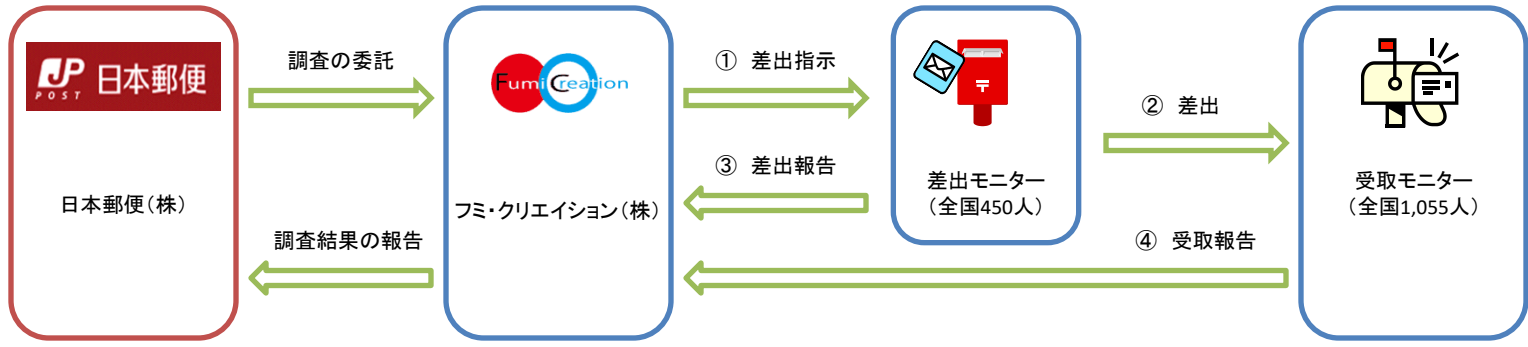 JP
POST
日本郵便
日本郵便(株)
調査の委託
調査結果の報告
Fumi Creation
フミ・クリエイション(株)
① 差出指示
③ 差出報告
〒
差出モニター
(全国450人)
② 差出
④ 受取報告
受取モニター
(全国1,055人)